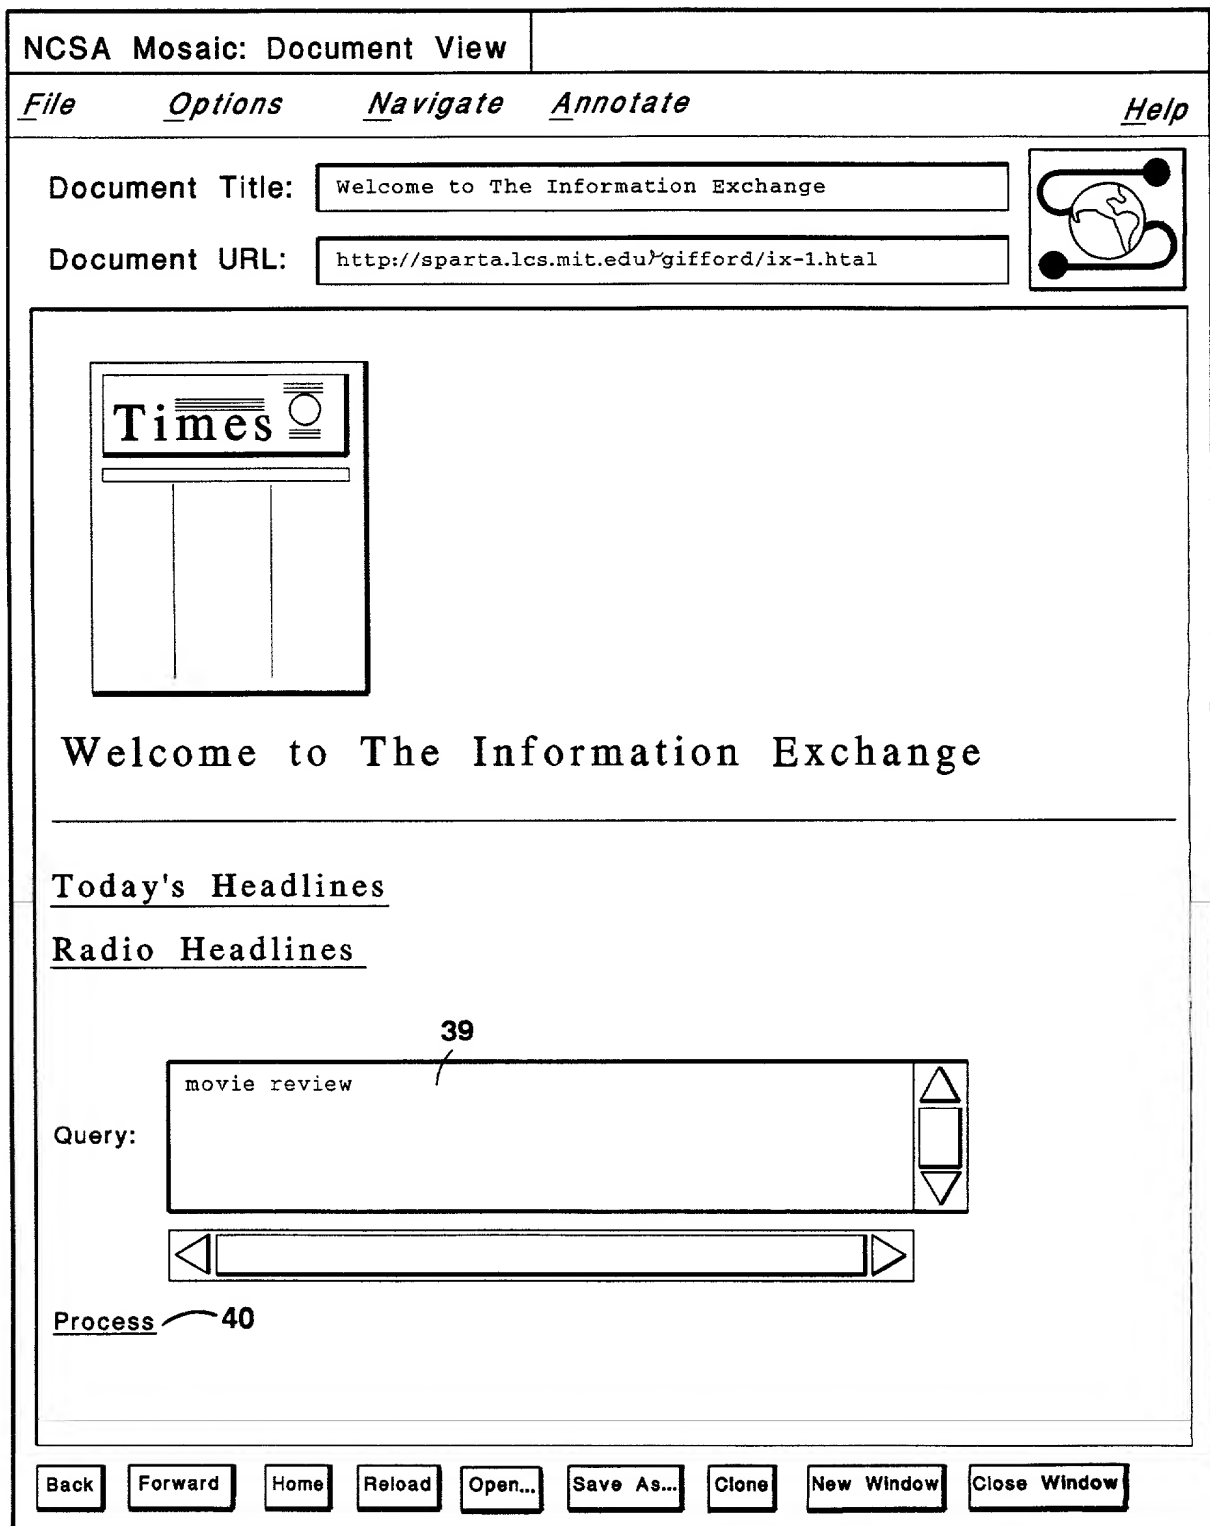 NCSA Mosaic: Document View
File Options Navigate Annotate Help
Document Title: Welcome to The Information Exchange
Document URL: http://sparta.lcs.mit.edu/~gifford/ix-1.htal
Times
Welcome to The Information Exchange
Today's Headlines
Radio Headlines
39
movie review
Query:
Process 40
Back Forward Home Reload Open... Save As... Clone New Window Close Window